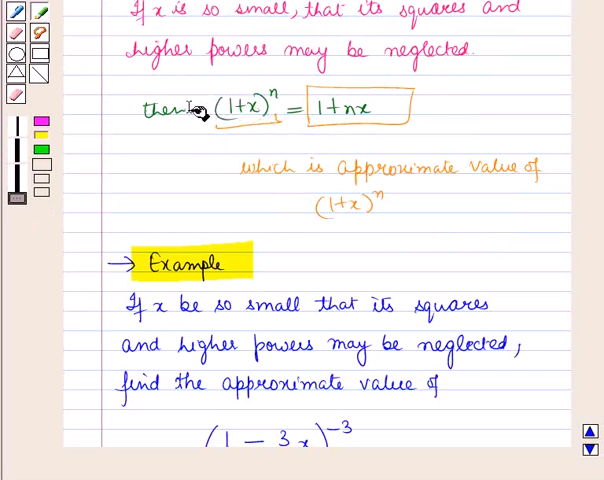 If x is so small, that its squares and
higher powers may be neglected.
then (1+x)^n = 1+nx
which is approximate value of
(1+x)^n
→ Example
If x be so small that its squares
and higher powers may be neglected,
find the approximate value of
(1 - 3x)^-3